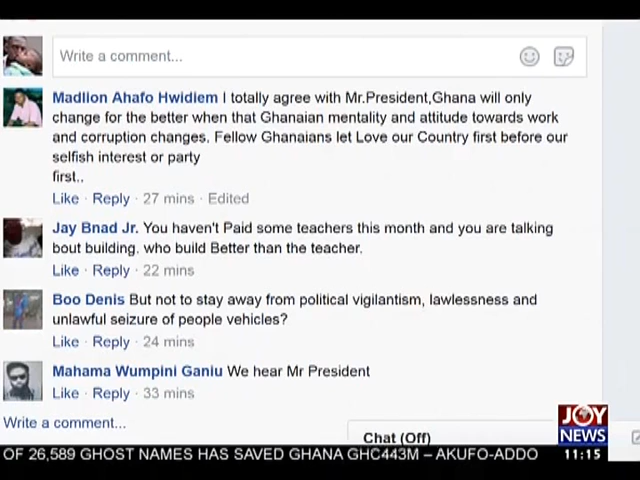 Write a comment...
Madlion Ahafo Hwidiem I totally agree with Mr.President,Ghana will only
change for the better when that Ghanaian mentality and attitude towards work
and corruption changes. Fellow Ghanaians let Love our Country first before our
selfish interest or party
first..
Like · Reply · 27 mins · Edited
Jay Bnad Jr. You haven't Paid some teachers this month and you are talking
bout building. who build Better than the teacher.
Like · Reply · 22 mins
Boo Denis But not to stay away from political vigilantism, lawlessness and
unlawful seizure of people vehicles?
Like · Reply · 24 mins
Mahama Wumpini Ganiu We hear Mr President
Like · Reply · 33 mins
Write a comment...
Chat (Off)
JOY
NEWS
OF 26,589 GHOST NAMES HAS SAVED GHANA GHC443M – AKUFO-ADDO
11:15